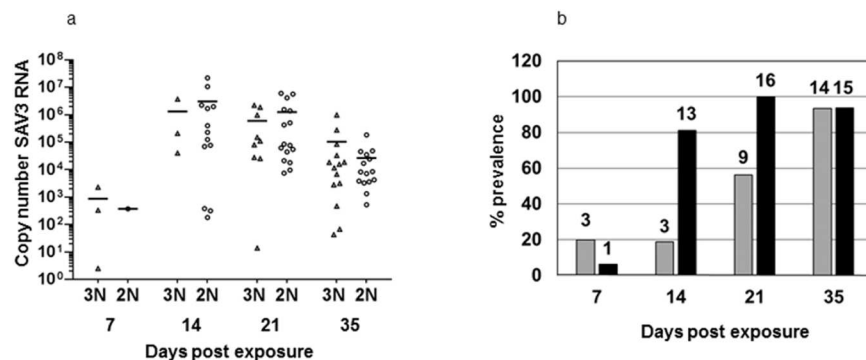 a
Copy number SAV3 RNA
10⁸
10⁷
10⁶
10⁵
10⁴
10³
10²
10¹
10⁰
3N 2N 3N 2N 3N 2N 3N 2N
7 14 21 35
Days post exposure
b
% prevalence
120
100
80
60
40
20
0
3 1 3 13 9 16 14 15
7 14 21 35
Days post exposure